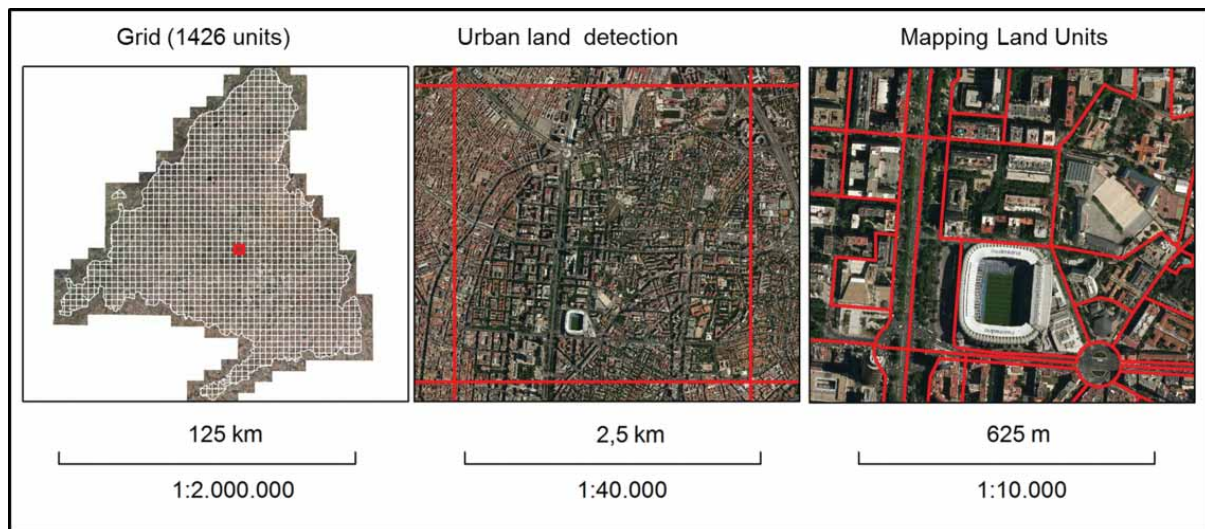 Grid (1426 units)
Urban land detection
Mapping Land Units
125 km
2,5 km
625 m
1:2.000.000
1:40.000
1:10.000